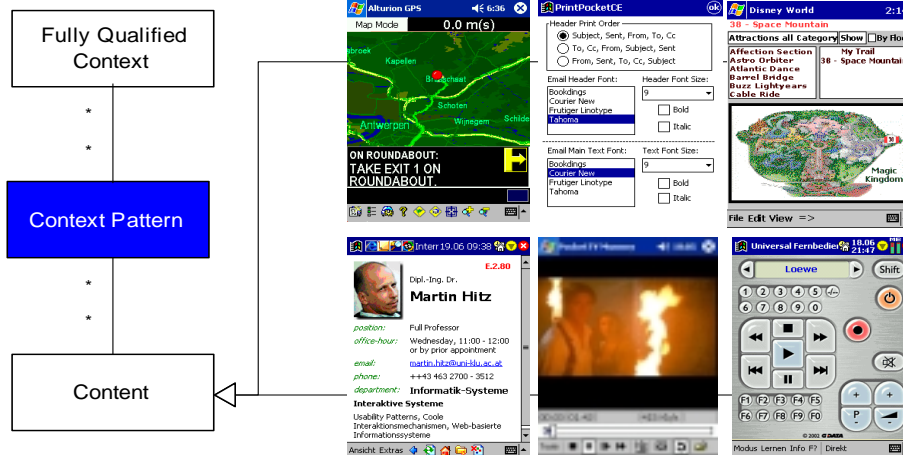 Fully Qualified
Context
*
*
Context Pattern
*
*
Content
Alturion GPS
6:36
Map Mode
0.0 m(s)
Kapellen
Schoten
Wijnegem
Schilde
Antwerpen
ON ROUNDABOUT:
TAKE EXIT 1 ON
ROUNDABOUT.
PrintPocketCE
ok
Header Print Order
Subject, Sent, From, To, Cc
To, Cc, From, Subject, Sent
From, Sent, To, Cc, Subject
Email Header Font:
Header Font Size:
Bookdings
Courier New
Frutiger Linotype
Tahoma
9
Bold
Italic
Email Main Text Font:
Text Font Size:
Bookdings
Courier New
Frutiger Linotype
Tahoma
9
Bold
Italic
Disney World
2:14
38 - Space Mountain
Attractions all Category
Show
By Floo
Affection Section
Astro Orbiter
Atlantic Dance
Barrel Bridge
Buzz Lightyears
Cable Ride
My Trail
38 - Space Mountain
Magic
Kingdom
File Edit View =>
Interr 19.06 09:38
E.2.80
Dipl.-Ing. Dr.
Martin Hitz
position: Full Professor
office-hour: Wednesday, 11:00 - 12:00
or by prior appointment
email: martin.hitz@uni-klu.ac.at
phone: ++43 463 2700 - 3512
department: Informatik-Systeme
Interaktive Systeme
Usability Patterns, Coole
Interaktionsmechanismen, Web-basierte
Informationssysteme
Ansicht Extras
Universal Fernbedier
18.06
21:47
Loewe
Shift
1 2 3 4 5 -/--
6 7 8 9 0
F1 F2 F3 F4 F5
F6 F7 F8 F9 F0
+ +
P
-
-
© 2002 G DATA
Modus Lernen Info F? Direkt